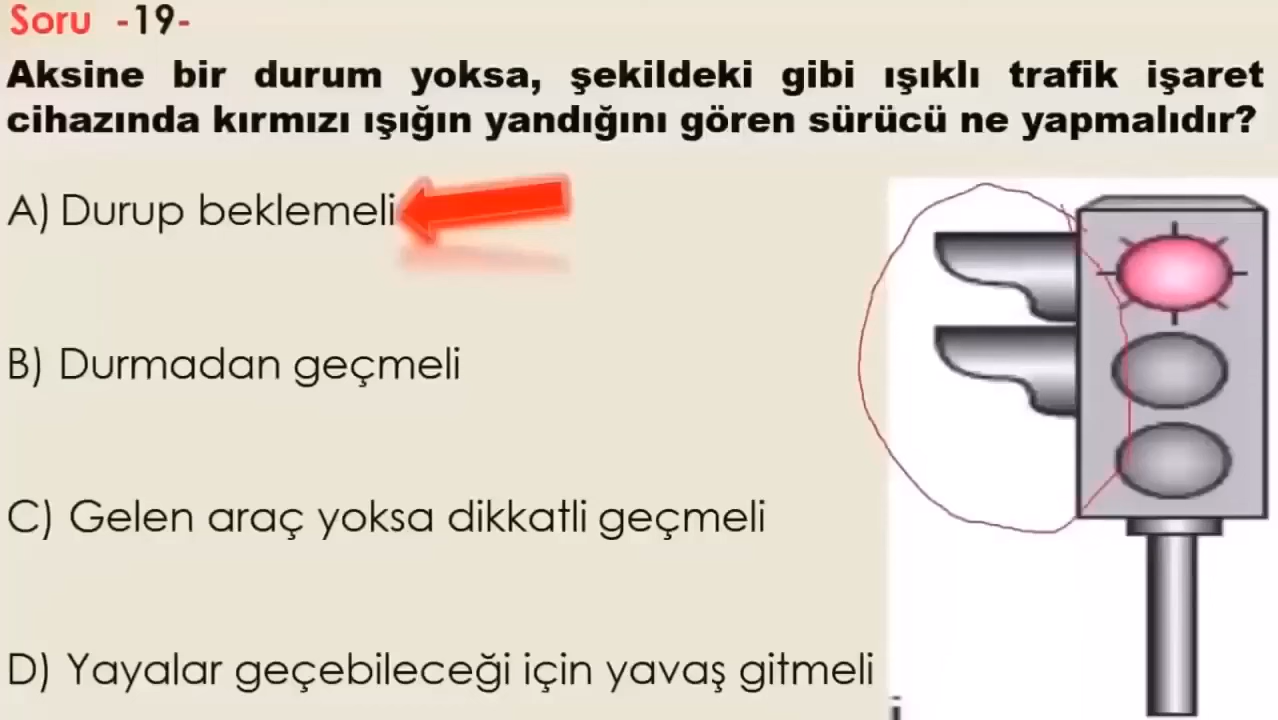 Soru -19-
Aksine bir durum yoksa, şekildeki gibi ışıklı trafik işaret
cihazında kırmızı ışığın yandığını gören sürücü ne yapmalıdır?
A) Durup beklemeli
B) Durmadan geçmeli
C) Gelen araç yoksa dikkatli geçmeli
D) Yayalar geçebileceği için yavaş gitmeli